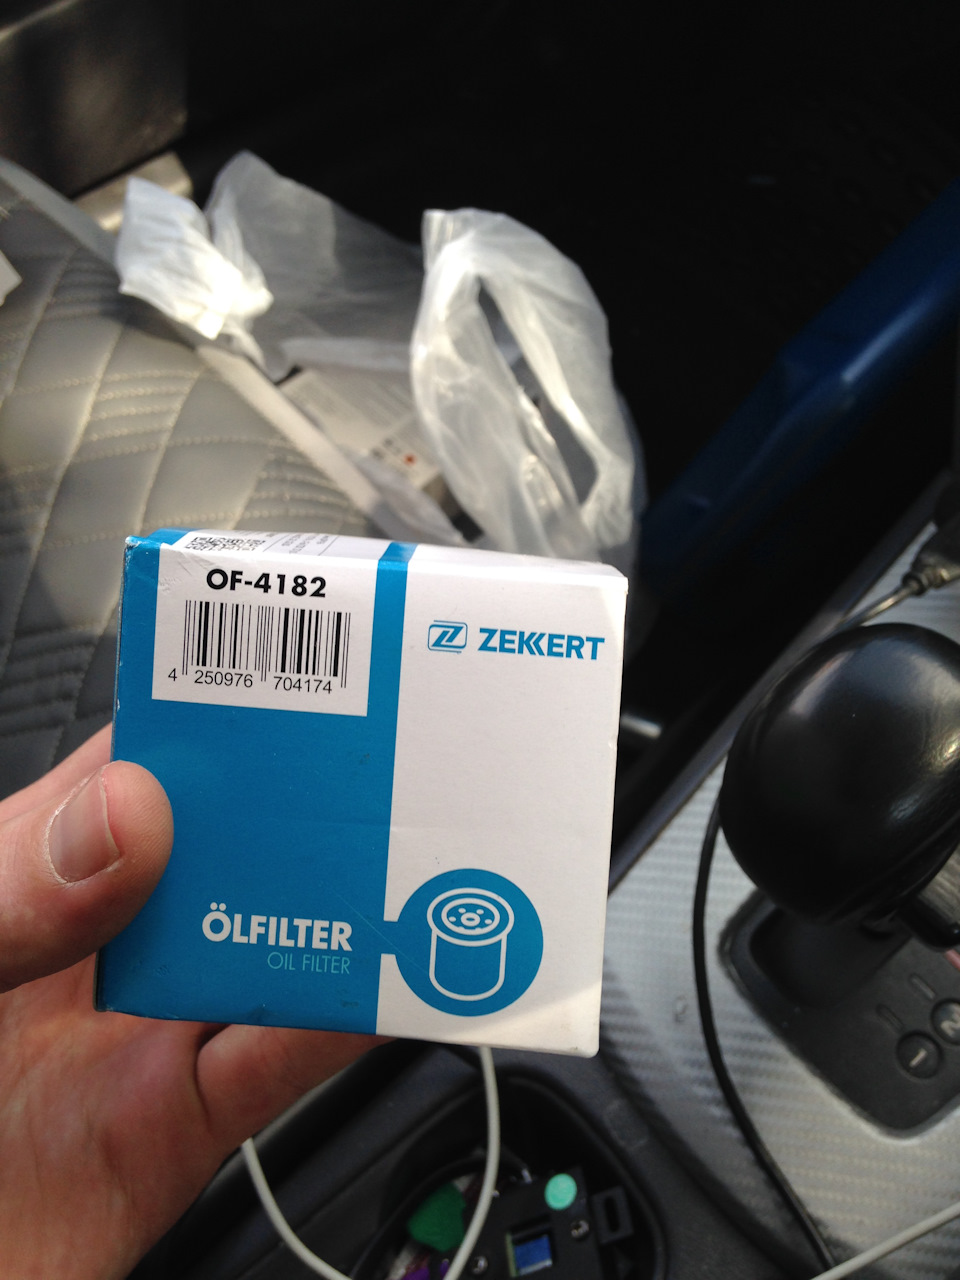 OF-4182
4 250976 704174
ZEKKERT
ÖLFILTER
OIL FILTER
N